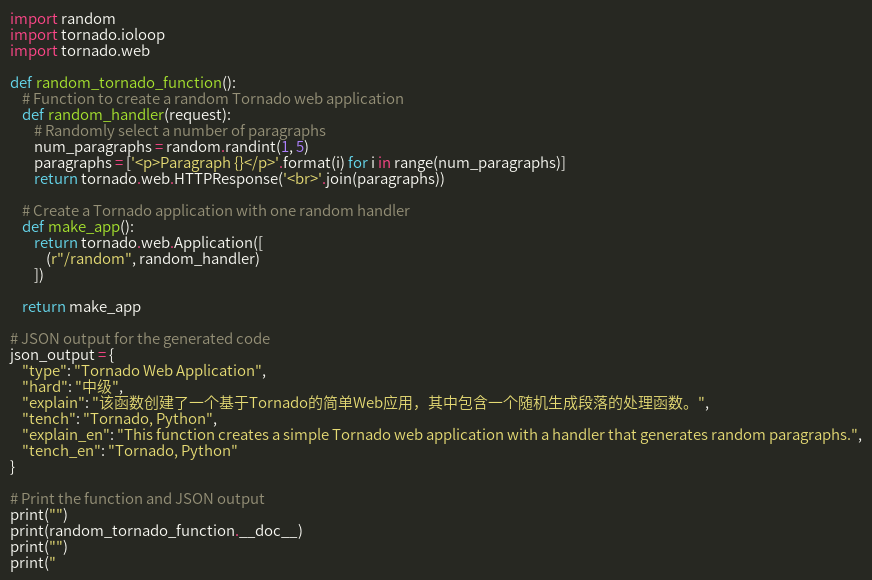 import random
import tornado.ioloop
import tornado.web

def random_tornado_function():
    # Function to create a random Tornado web application
    def random_handler(request):
        # Randomly select a number of paragraphs
        num_paragraphs = random.randint(1, 5)
        paragraphs = ['<p>Paragraph {}</p>'.format(i) for i in range(num_paragraphs)]
        return tornado.web.HTTPResponse('<br>'.join(paragraphs))

    # Create a Tornado application with one random handler
    def make_app():
        return tornado.web.Application([
            (r"/random", random_handler)
        ])

    return make_app

# JSON output for the generated code
json_output = {
    "type": "Tornado Web Application",
    "hard": "中级",
    "explain": "该函数创建了一个基于Tornado的简单Web应用，其中包含一个随机生成段落的处理函数。",
    "tench": "Tornado, Python",
    "explain_en": "This function creates a simple Tornado web application with a handler that generates random paragraphs.",
    "tench_en": "Tornado, Python"
}

# Print the function and JSON output
print("")
print(random_tornado_function.__doc__)
print("")
print("